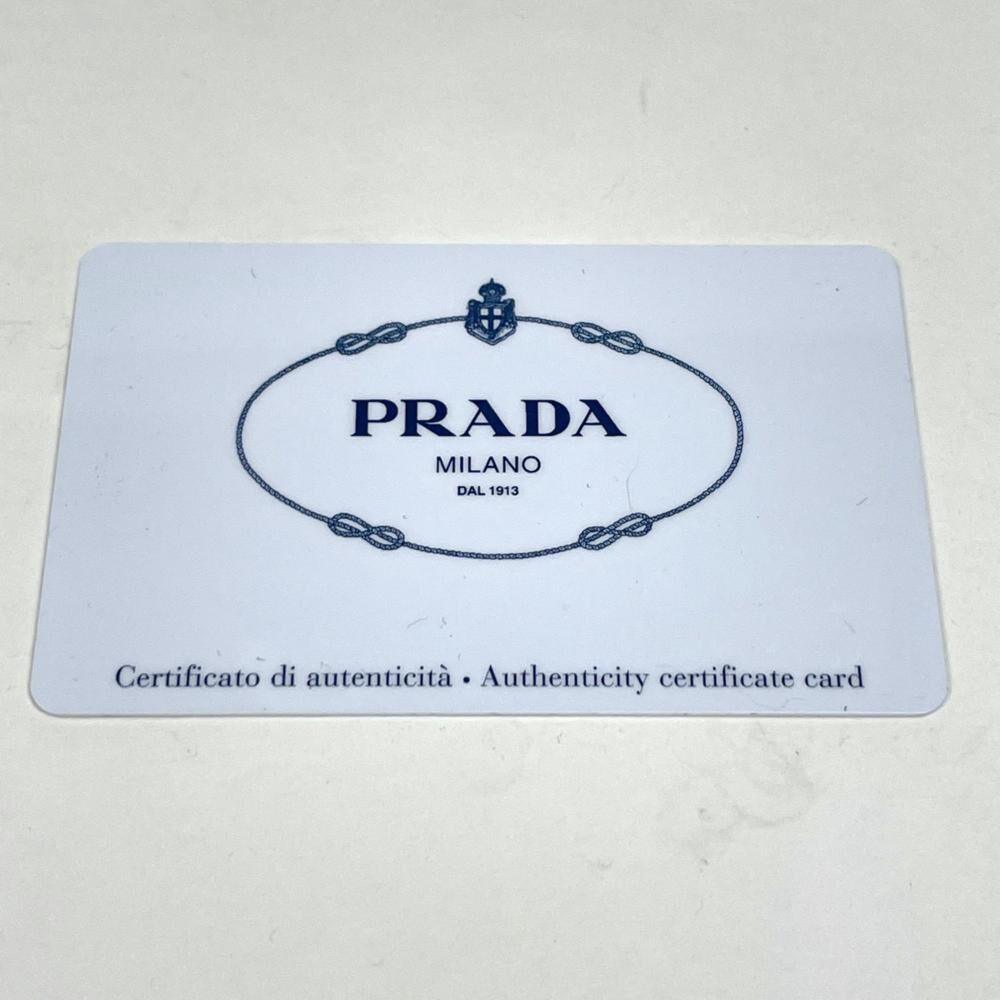 PRADA
MILANO
DAL 1913
Certificato di autenticità • Authenticity certificate card